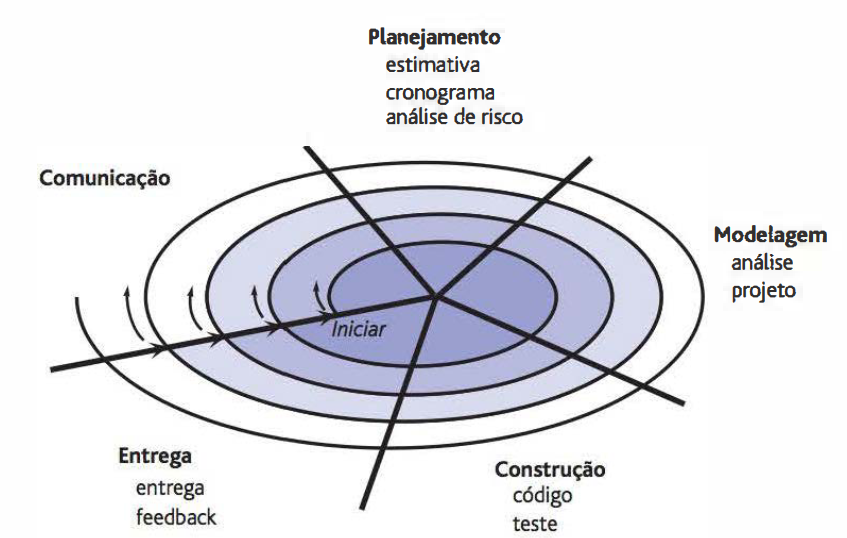 Planejamento
estimativa
cronograma
análise de risco
Comunicação
Modelagem
análise
projeto
Iniciar
Entrega
entrega
feedback
Construção
código
teste